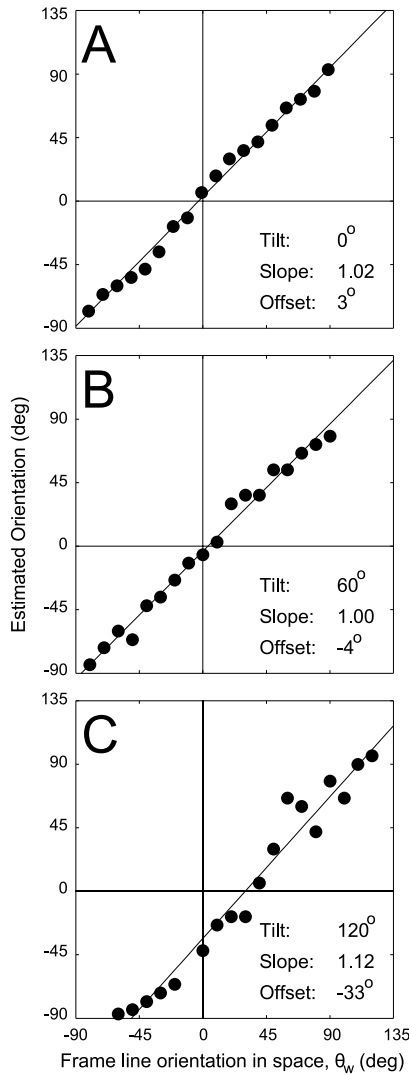 A
135
90
45
0
-45
-90
Tilt: 0°
Slope: 1.02
Offset: 3°
B
135
90
45
0
-45
-90
Tilt: 60°
Slope: 1.00
Offset: -4°
Estimated Orientation (deg)
C
135
90
45
0
-45
-90
Tilt: 120°
Slope: 1.12
Offset: -33°
-90 -45 0 45 90 135
Frame line orientation in space, θw
 (deg)